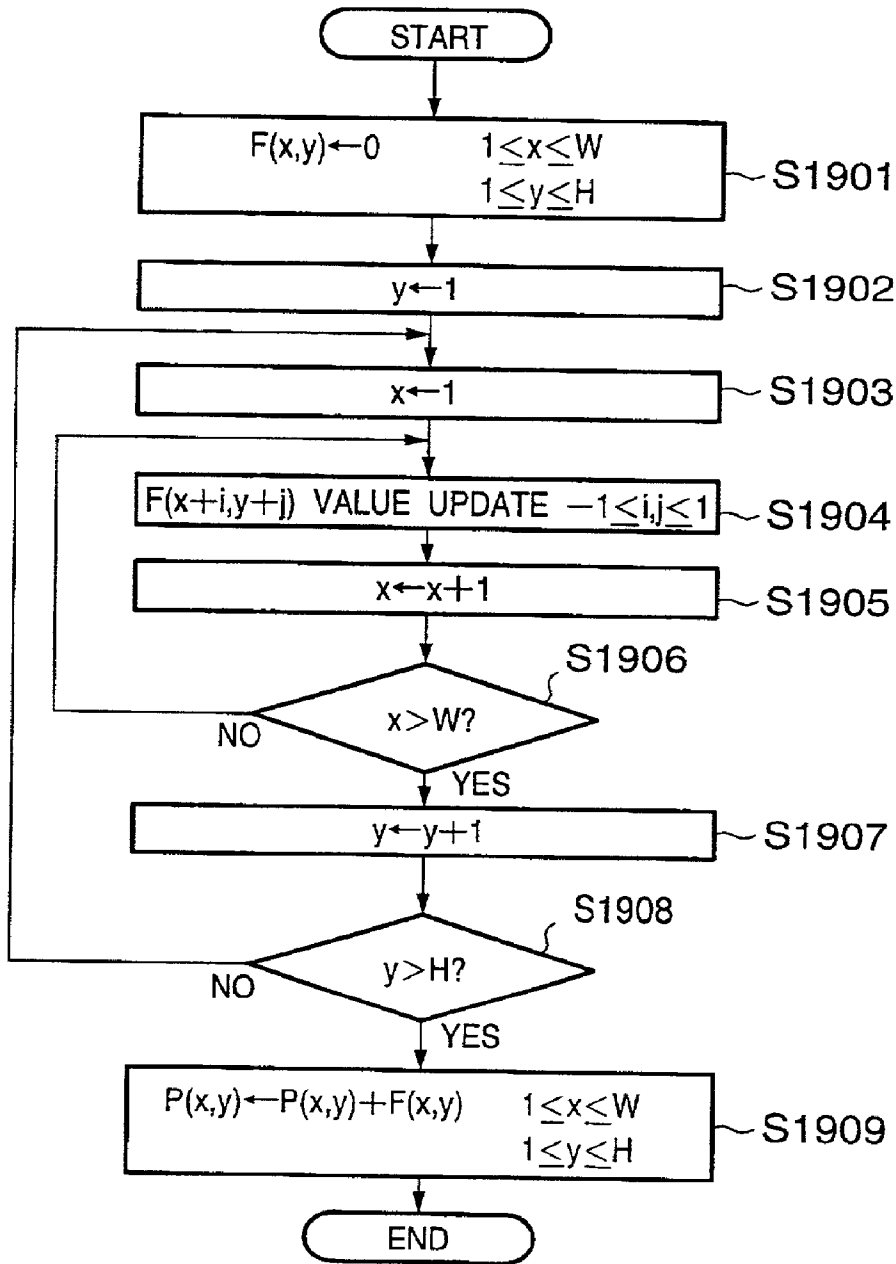 START
F(x,y)←0 1≤x≤W
1≤y≤H
S1901
y←1
S1902
x←1
S1903
F(x+i,y+j) VALUE UPDATE −1≤i,j≤1
S1904
x←x+1
S1905
S1906
x>W?
NO
YES
y←y+1
S1907
S1908
y>H?
NO
YES
P(x,y)←P(x,y)+F(x,y) 1≤x≤W
1≤y≤H
S1909
END